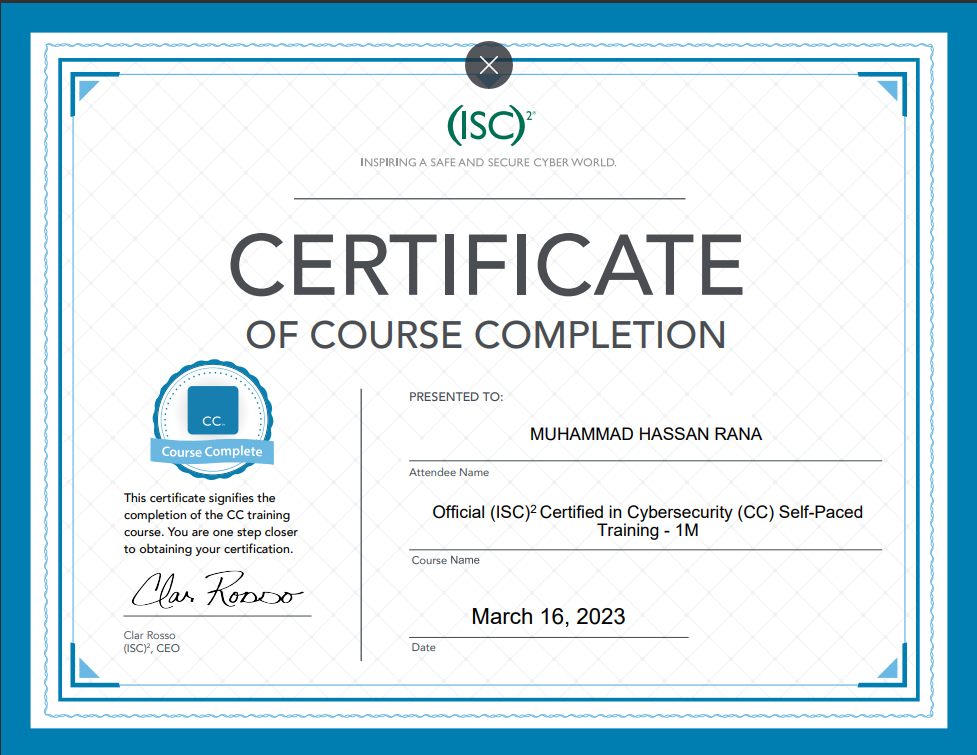 (ISC)²®
INSPIRING A SAFE AND SECURE CYBER WORLD.
CERTIFICATE
OF COURSE COMPLETION
CC™
Course Complete
This certificate signifies the
completion of the CC training
course. You are one step closer
to obtaining your certification.
Clar Rosso
Clar Rosso
(ISC)², CEO
PRESENTED TO:
MUHAMMAD HASSAN RANA
Attendee Name
Official (ISC)² Certified in Cybersecurity (CC) Self-Paced
Training - 1M
Course Name
March 16, 2023
Date